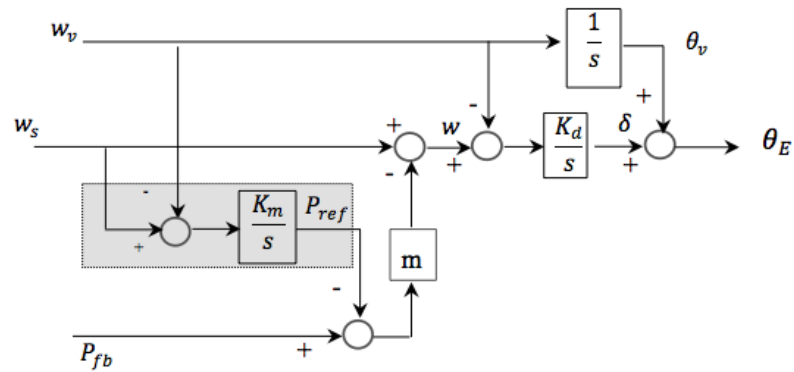 w_v
1
s
θ_v
+
w_s
+
-
w
-
+
K_d
s
δ
+
θ_E
-
+
-
K_m
s
P_ref
m
-
P_fb
+